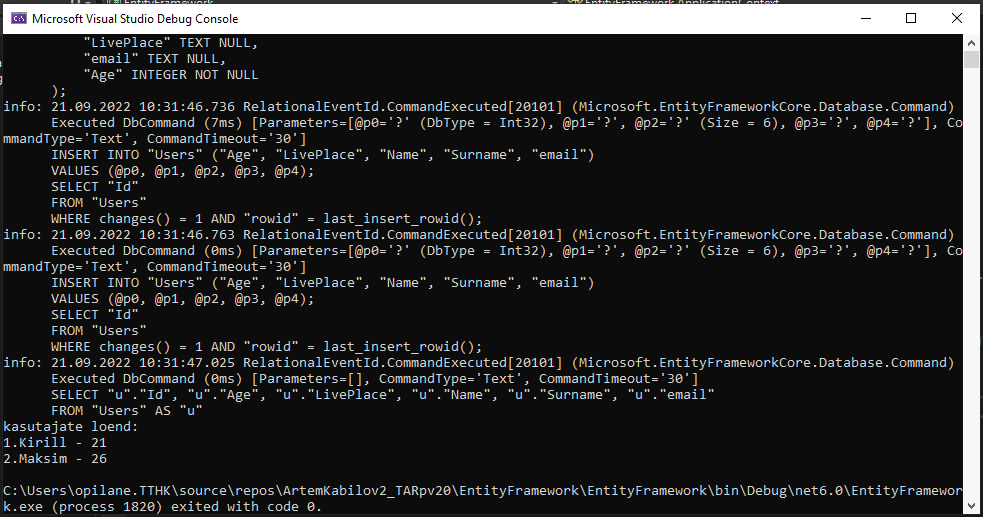 EntityFramework
EntityFramework.ApplicationContext
Microsoft Visual Studio Debug Console
"LivePlace" TEXT NULL,
"email" TEXT NULL,
"Age" INTEGER NOT NULL
);
info: 21.09.2022 10:31:46.736 RelationalEventId.CommandExecuted[20101] (Microsoft.EntityFrameworkCore.Database.Command)
Executed DbCommand (7ms) [Parameters=[@p0='?' (DbType = Int32), @p1='?', @p2='?' (Size = 6), @p3='?', @p4='?'], Co
mmandType='Text', CommandTimeout='30']
INSERT INTO "Users" ("Age", "LivePlace", "Name", "Surname", "email")
VALUES (@p0, @p1, @p2, @p3, @p4);
SELECT "Id"
FROM "Users"
WHERE changes() = 1 AND "rowid" = last_insert_rowid();
info: 21.09.2022 10:31:46.763 RelationalEventId.CommandExecuted[20101] (Microsoft.EntityFrameworkCore.Database.Command)
Executed DbCommand (0ms) [Parameters=[@p0='?' (DbType = Int32), @p1='?', @p2='?' (Size = 6), @p3='?', @p4='?'], Co
mmandType='Text', CommandTimeout='30']
INSERT INTO "Users" ("Age", "LivePlace", "Name", "Surname", "email")
VALUES (@p0, @p1, @p2, @p3, @p4);
SELECT "Id"
FROM "Users"
WHERE changes() = 1 AND "rowid" = last_insert_rowid();
info: 21.09.2022 10:31:47.025 RelationalEventId.CommandExecuted[20101] (Microsoft.EntityFrameworkCore.Database.Command)
Executed DbCommand (0ms) [Parameters=[], CommandType='Text', CommandTimeout='30']
SELECT "u"."Id", "u"."Age", "u"."LivePlace", "u"."Name", "u"."Surname", "u"."email"
FROM "Users" AS "u"
kasutajate loend:
1.Kirill - 21
2.Maksim - 26
C:\Users\opilane.TTHK\source\repos\ArtemKabilov2_TARpv20\EntityFramework\EntityFramework\bin\Debug\net6.0\EntityFramewor
k.exe (process 1820) exited with code 0.